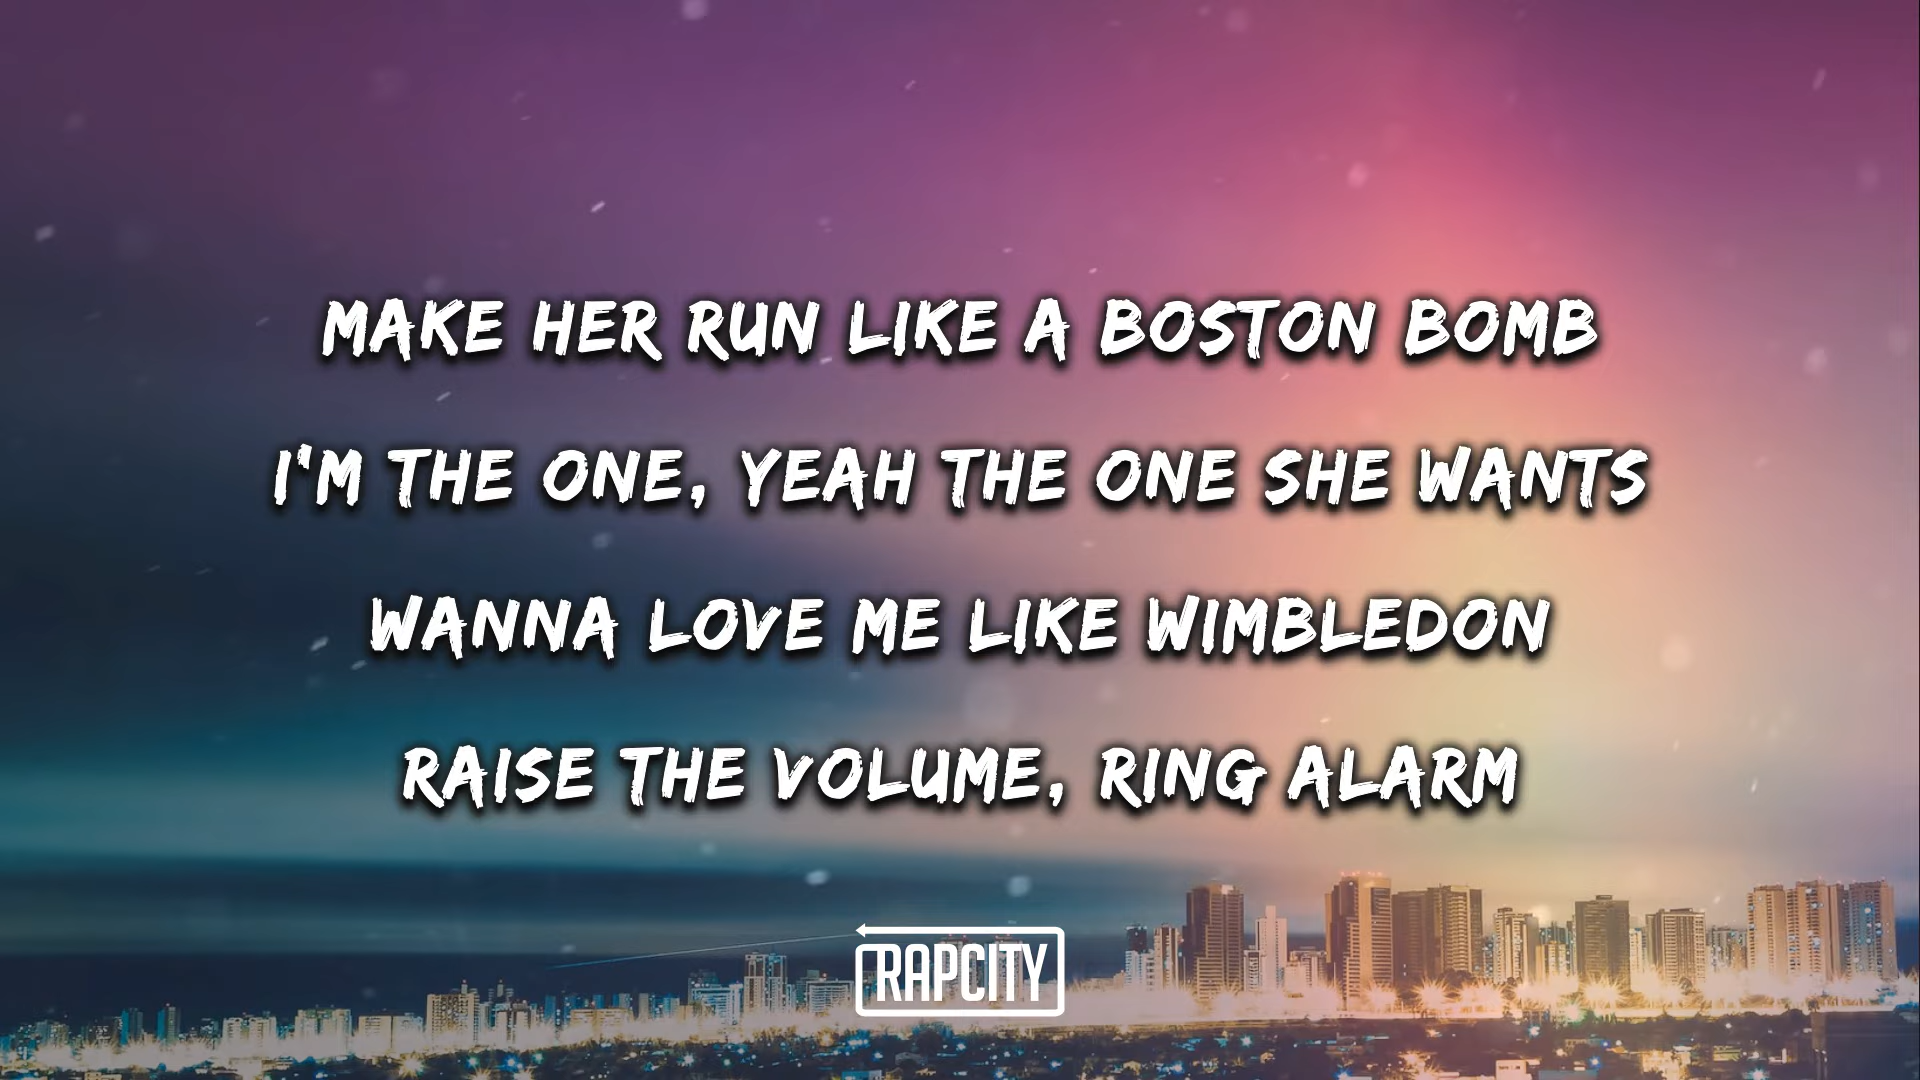 MAKE HER RUN LIKE A BOSTON BOMB
I'M THE ONE, YEAH THE ONE SHE WANTS
WANNA LOVE ME LIKE WIMBLEDON
RAISE THE VOLUME, RING ALARM
RAPCITY